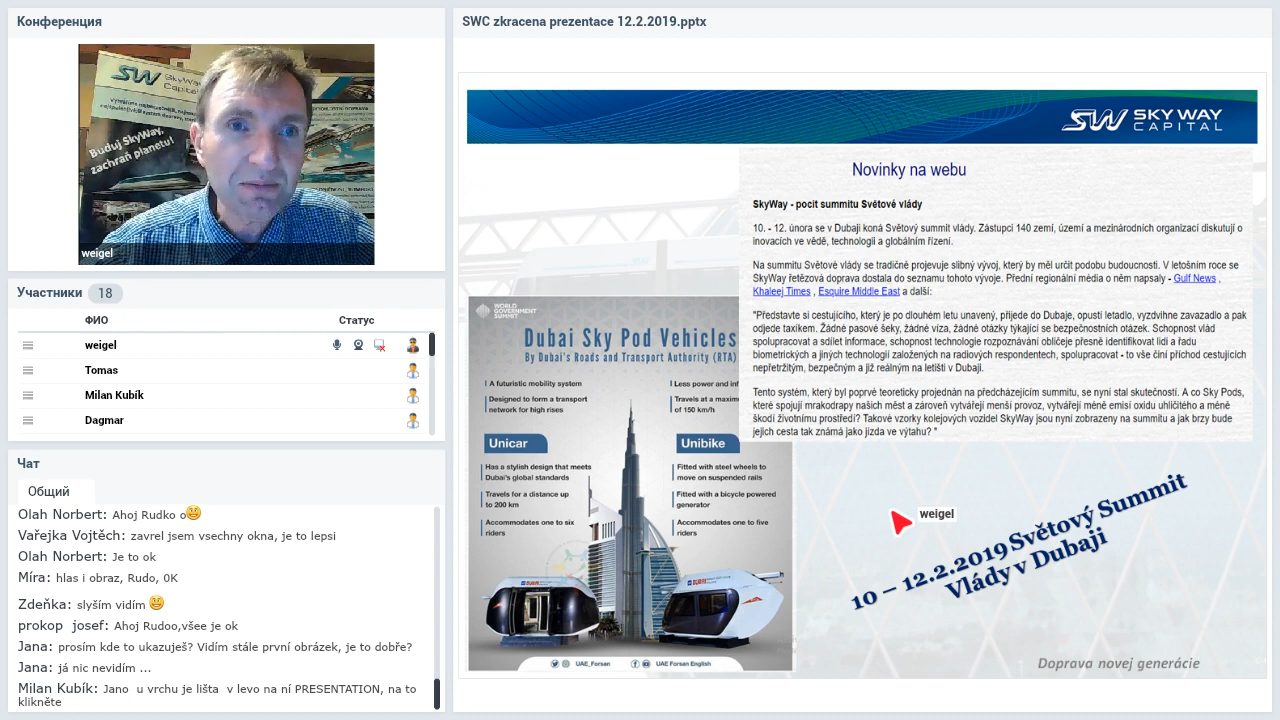 Конференция
SW SkyWay
Capital
Buduj SkyWay,
zachraň planetu!
weigel
Участники 18
ФИО Статус
weigel
Tomas
Milan Kubík
Dagmar
Чат
Общий
Olah Norbert: Ahoj Rudko o
Vařejka Vojtěch: zavrel jsem vsechny okna, je to lepsi
Olah Norbert: Je to ok
Míra: hlas i obraz, Rudo, 0K
Zdeňka: slyším vidím
prokop josef: Ahoj Rudoo,všee je ok
Jana: prosím kde to ukazuješ? Vidím stále první obrázek, je to dobře?
Jana: já nic nevidím ...
Milan Kubík: Jano u vrchu je lišta v levo na ní PRESENTATION, na to
klikněte
SWC zkracena prezentace 12.2.2019.pptx
SW SKY WAY
CAPITAL
Novinky na webu
SkyWay - pocit summitu Světové vlády
10. - 12. února se v Dubaji koná Světový summit vlády. Zástupci 140 zemí, území a mezinárodních organizací diskutují o
inovacích ve vědě, technologii a globálním řízení.
Na summitu Světové vlády se tradičně projevuje slibný vývoj, který by měl určit podobu budoucnosti. V letošním roce se
SkyWay řetězová doprava dostala do seznamu tohoto vývoje. Přední regionální média o něm napsaly - Gulf News ,
Khaleej Times , Esquire Middle East a další:
"Představte si cestujícího, který je po dlouhém letu unavený, přijede do Dubaje, opustí letadlo, vyzdvihne zavazadlo a pak
odjede taxikem. Žádné pasové šeky, žádné víza, žádné otázky týkající se bezpečnostních otázek. Schopnost vlád
spolupracovat a sdílet informace, schopnost technologie rozpoznávání obličeje přesně identifikovat lidi a řadu
biometrických a jiných technologií založených na radiových respondentech, spolupracovat - to vše činí příchod cestujících
nepřetržitým, bezpečným a již reálným na letišti v Dubaji.
Tento systém, který byl poprvé teoreticky projednán na předcházejícím summitu, se nyní stal skutečností. A co Sky Pods,
které spojují mrakodrapy našich měst a zároveň vytvářejí menší provoz, vytvářejí méně emisí oxidu uhličitého a méně
škodí životnímu prostředí? Takové vzorky kolejových vozidel SkyWay jsou nyní zobrazeny na summitu a jak brzy bude
jejich cesta tak známá jako jízda ve výtahu? "
WORLD
GOVERNMENT
SUMMIT
Dubai Sky Pod Vehicles
By Dubai's Roads and Transport Authority (RTA)
A futuristic mobility system
Designed to form a transport
network for high rises
Less power and inf
Travels at a maximu
of 150 km/h
Unicar
Has a stylish design that meets
Dubai's global standards
Travels for a distance up
to 200 km
Accommodates one to six
riders
Unibike
Fitted with steel wheels to
move on suspended rails
Fitted with a bicycle powered
generator
Accommodates one to five
riders
UAE_Forsan UAE Forsan English
weigel
10 – 12.2.2019 Světový Summit
Vlády v Dubaji
Doprava novej generácie